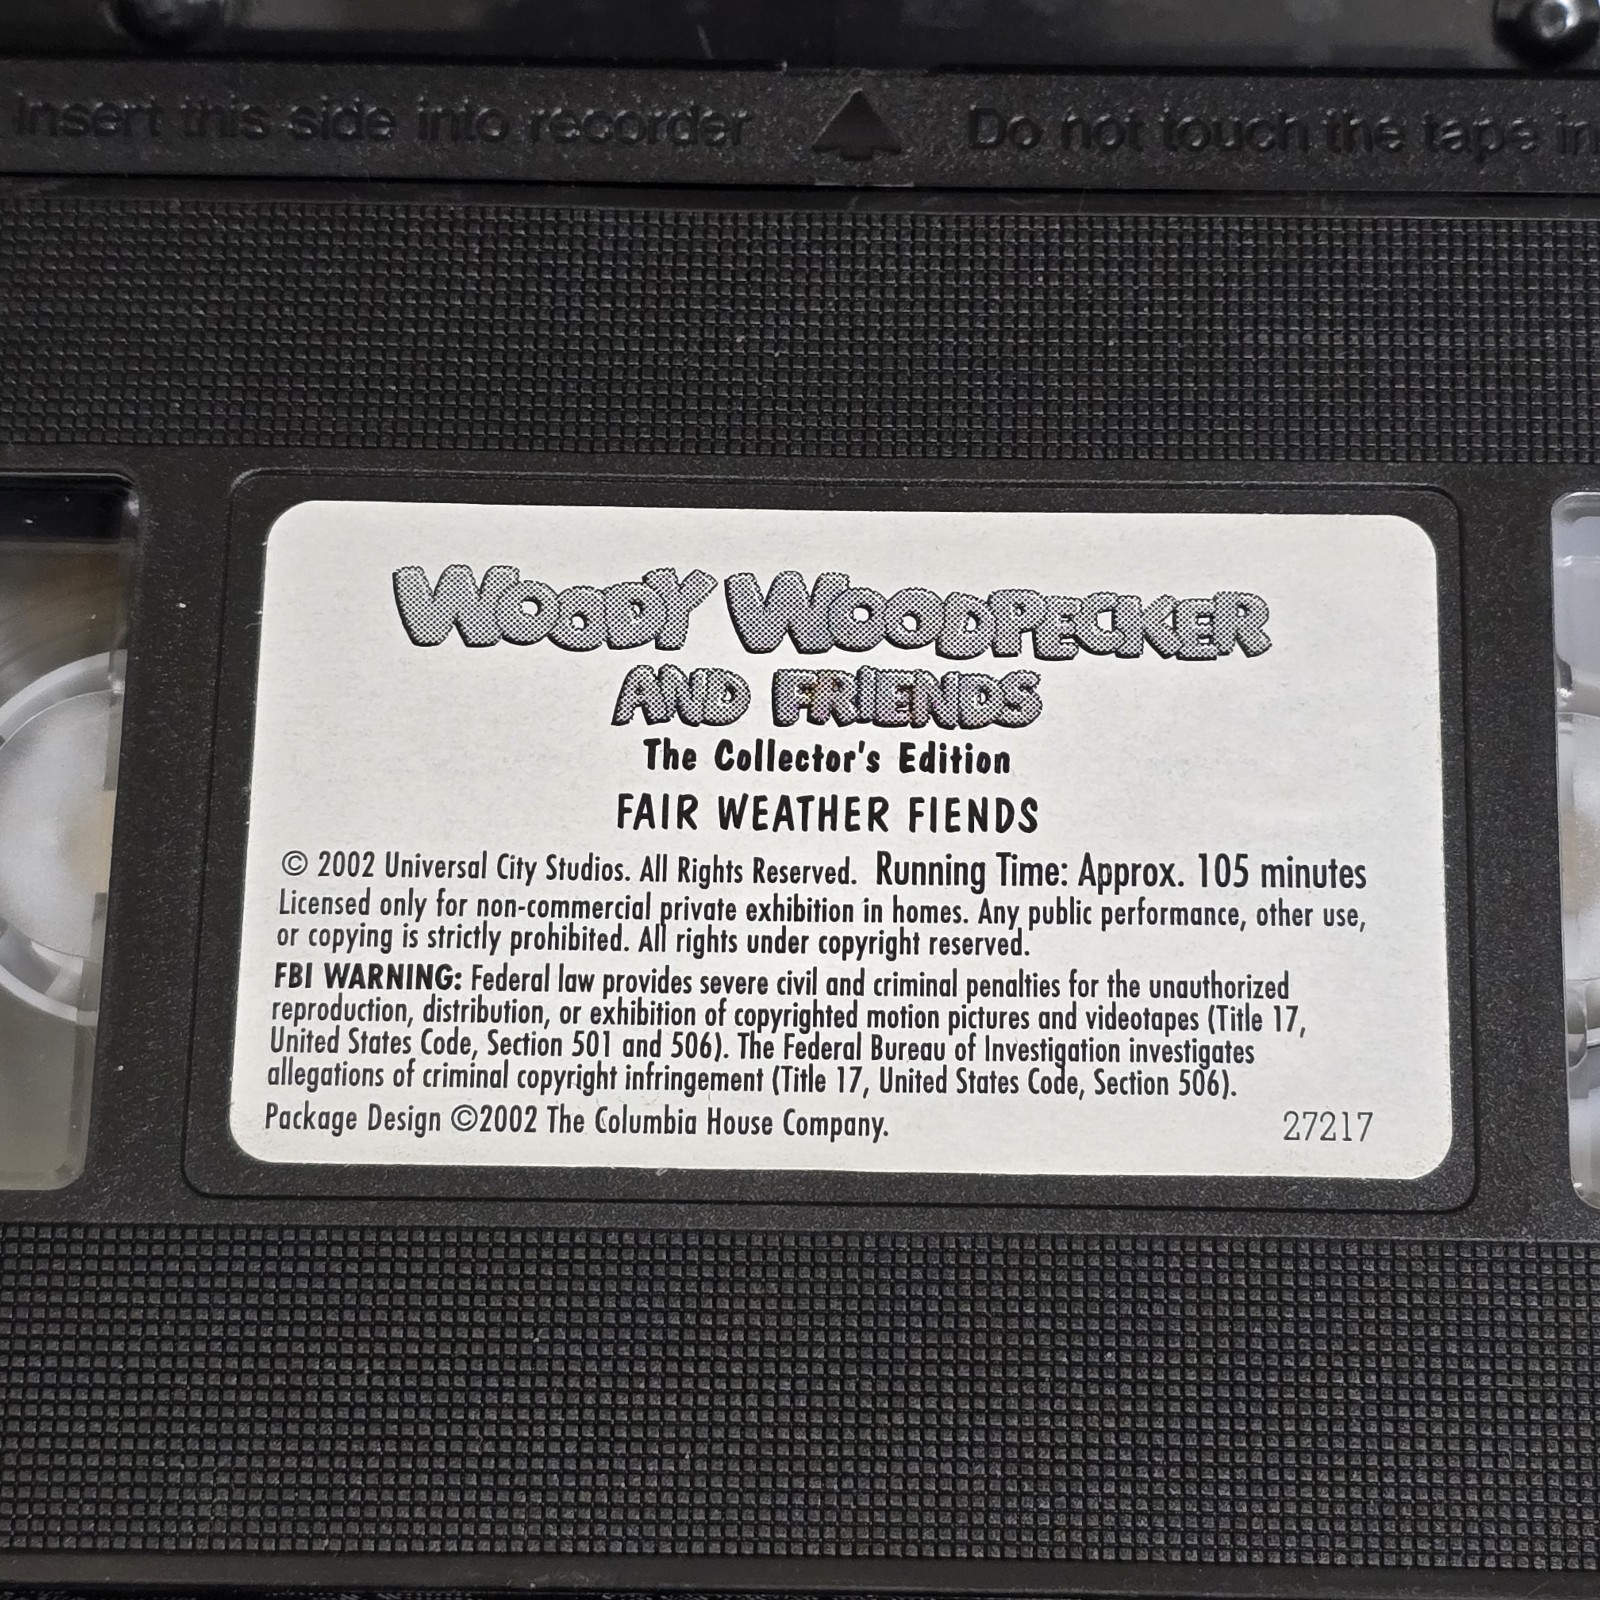 Insert this side into recorder
Do not touch the tape in
WOODY WOODPECKER
AND FRIENDS
The Collector's Edition
FAIR WEATHER FIENDS
© 2002 Universal City Studios. All Rights Reserved. Running Time: Approx. 105 minutes
Licensed only for non-commercial private exhibition in homes. Any public performance, other use,
or copying is strictly prohibited. All rights under copyright reserved.
FBI WARNING: Federal law provides severe civil and criminal penalties for the unauthorized
reproduction, distribution, or exhibition of copyrighted motion pictures and videotapes (Title 17,
United States Code, Section 501 and 506). The Federal Bureau of Investigation investigates
allegations of criminal copyright infringement (Title 17, United States Code, Section 506).
Package Design ©2002 The Columbia House Company.
27217